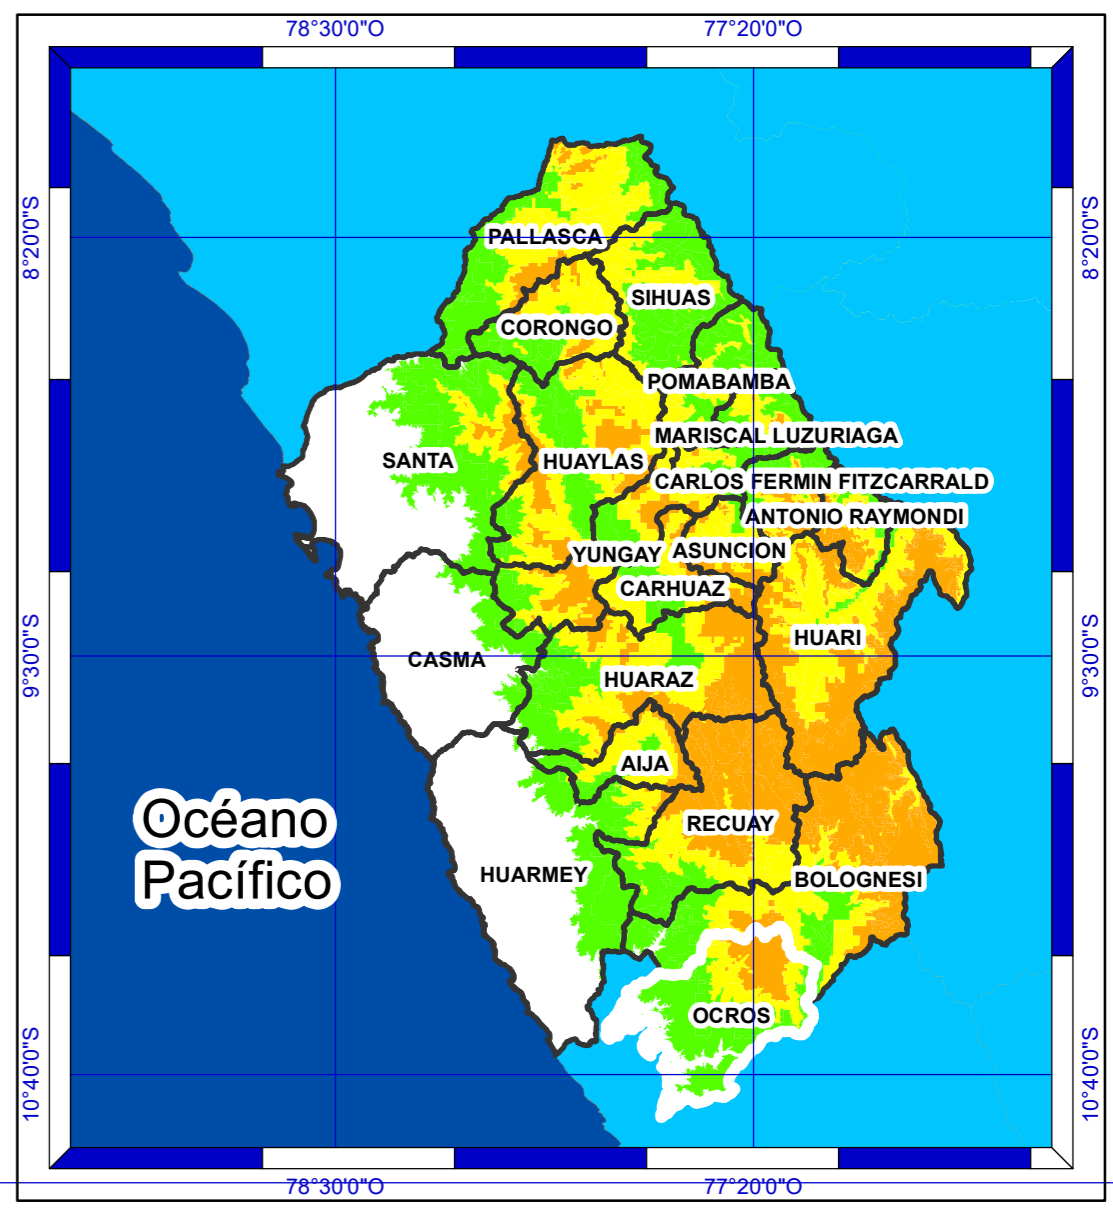 78°30'0"O 77°20'0"O
8°20'0"S 8°20'0"S
PALLASCA
SIHUAS
CORONGO
POMABAMBA
MARISCAL LUZURIAGA
SANTA HUAYLAS
CARLOS FERMIN FITZCARRALD
ANTONIO RAYMONDI
YUNGAY ASUNCION
CARHUAZ
HUARI
9°30'0"S 9°30'0"S
CASMA
HUARAZ
AIJA
Océano
Pacífico
RECUAY
HUARMEY BOLOGNESI
OCROS
10°40'0"S 10°40'0"S
78°30'0"O 77°20'0"O